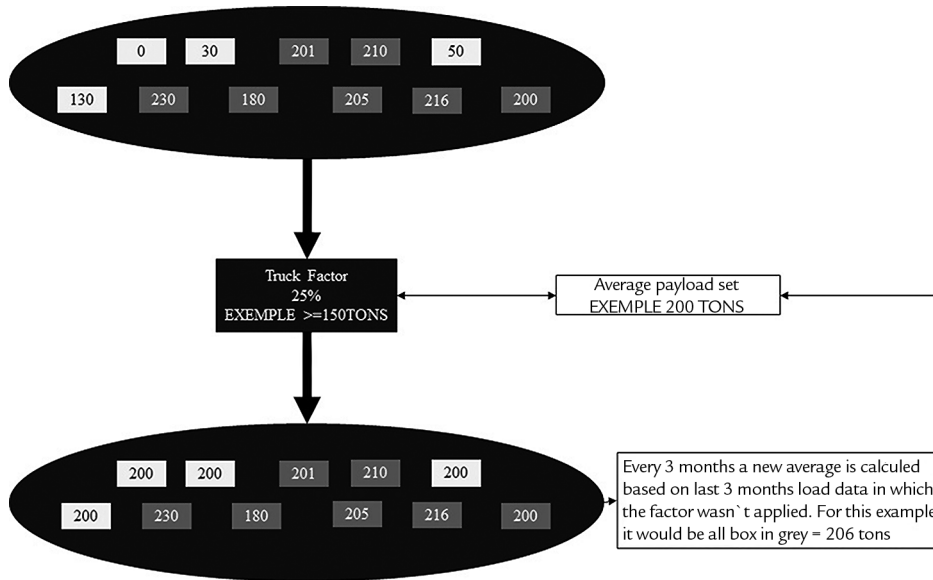 0 30 201 210 50
130 230 180 205 216 200
Truck Factor
25%
EXEMPLE >=150TONS
Average payload set
EXEMPLE 200 TONS
200 200 201 210 200
200 230 180 205 216 200
Every 3 months a new average is calculed
based on last 3 months load data in which
the factor wasn`t applied. For this example
it would be all box in grey = 206 tons